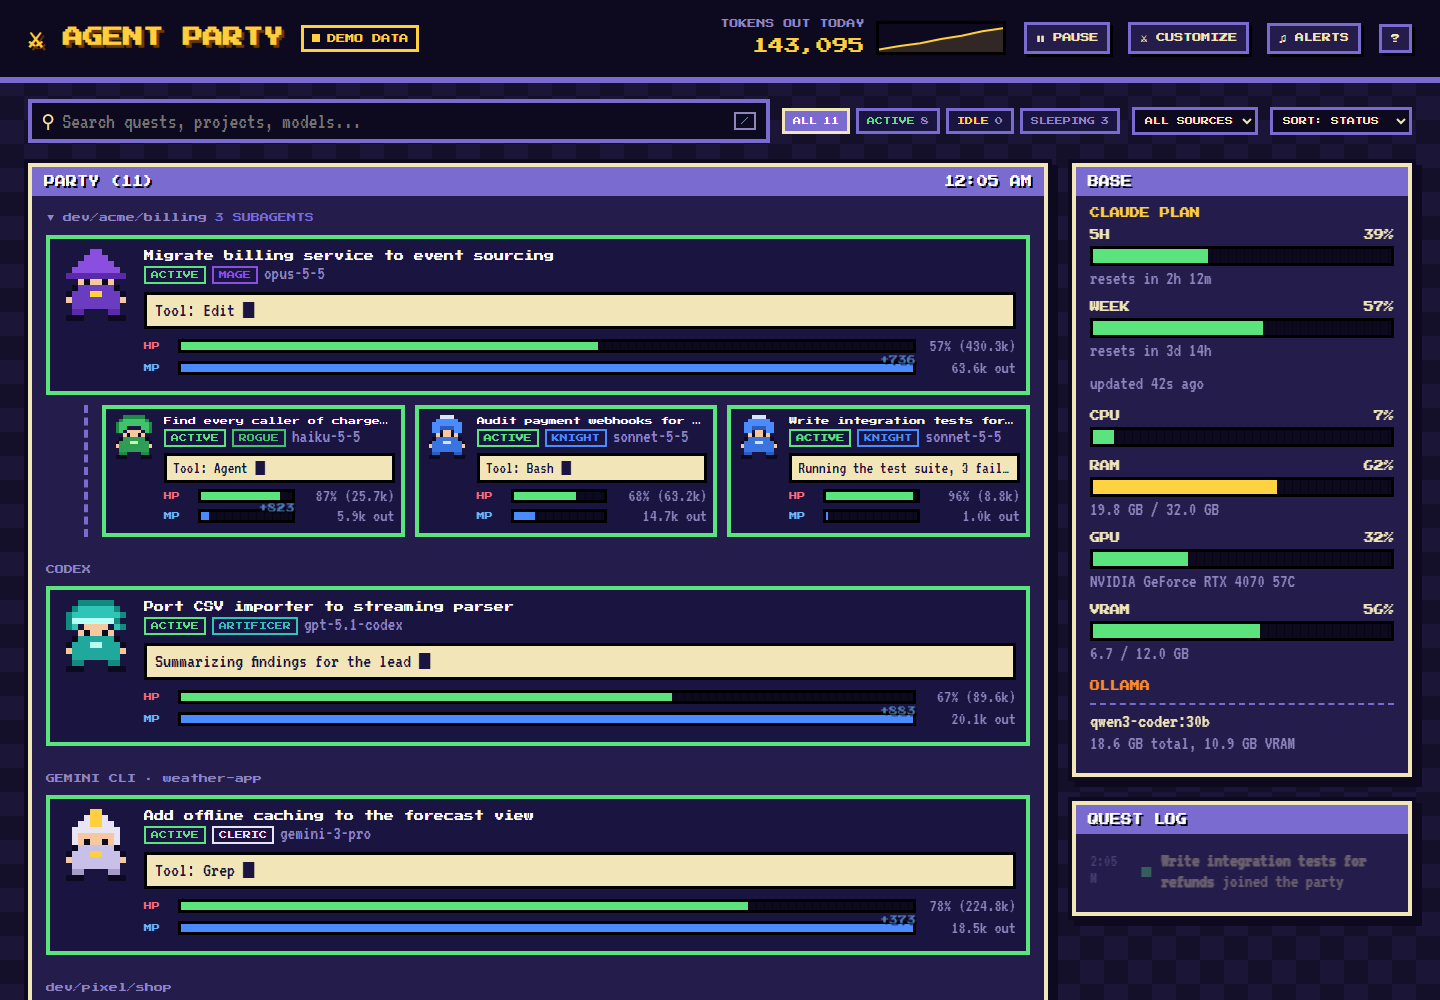 AGENT PARTY
DEMO DATA
TOKENS OUT TODAY
143,095
PAUSE
CUSTOMIZE
ALERTS
?
Search quests, projects, models...
/
ALL 11
ACTIVE 8
IDLE 0
SLEEPING 3
ALL SOURCES
SORT: STATUS
PARTY (11)
12:05 AM
dev/acme/billing 3 SUBAGENTS
Migrate billing service to event sourcing
ACTIVE MAGE opus-5-5
Tool: Edit
HP 57% (430.3k)
+736
MP 63.6k out
Find every caller of charge…
ACTIVE ROGUE haiku-5-5
Tool: Agent
HP 87% (25.7k)
+823
MP 5.9k out
Audit payment webhooks for …
ACTIVE KNIGHT sonnet-5-5
Tool: Bash
HP 68% (63.2k)
MP 14.7k out
Write integration tests for…
ACTIVE KNIGHT sonnet-5-5
Running the test suite, 3 fail…
HP 96% (8.8k)
MP 1.0k out
CODEX
Port CSV importer to streaming parser
ACTIVE ARTIFICER gpt-5.1-codex
Summarizing findings for the lead
HP 67% (89.6k)
+883
MP 20.1k out
GEMINI CLI · weather-app
Add offline caching to the forecast view
ACTIVE CLERIC gemini-3-pro
Tool: Grep
HP 78% (224.8k)
+373
MP 18.5k out
dev/pixel/shop
BASE
CLAUDE PLAN
5H 39%
resets in 2h 12m
WEEK 57%
resets in 3d 14h
updated 42s ago
CPU 7%
RAM 62%
19.8 GB / 32.0 GB
GPU 32%
NVIDIA GeForce RTX 4070 57C
VRAM 56%
6.7 / 12.0 GB
OLLAMA
qwen3-coder:30b
18.6 GB total, 10.9 GB VRAM
QUEST LOG
2:05
M
Write integration tests for
refunds joined the party